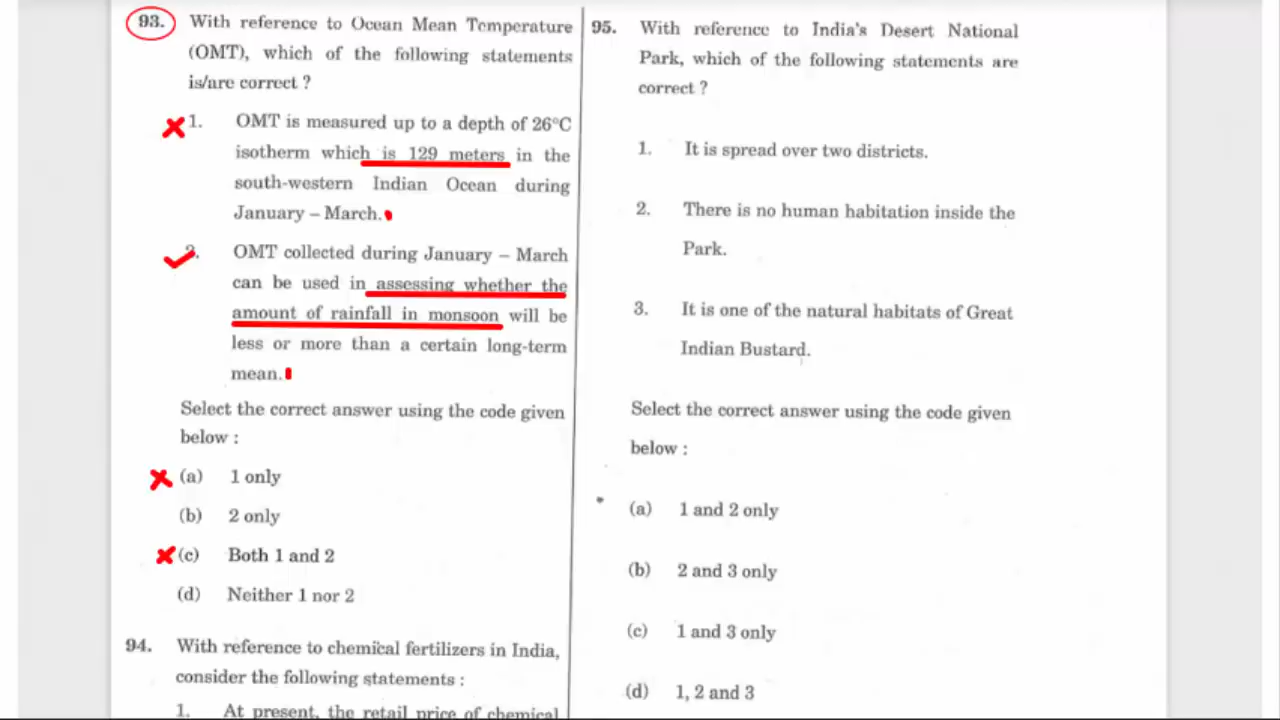 93. With reference to Ocean Mean Temperature
(OMT), which of the following statements
is/are correct ?
1. OMT is measured up to a depth of 26°C
isotherm which is 129 meters in the
south-western Indian Ocean during
January – March.
2. OMT collected during January – March
can be used in assessing whether the
amount of rainfall in monsoon will be
less or more than a certain long-term
mean.
Select the correct answer using the code given
below :
(a) 1 only
(b) 2 only
(c) Both 1 and 2
(d) Neither 1 nor 2
94. With reference to chemical fertilizers in India,
consider the following statements :
1. At present, the retail price of chemical
95. With reference to India's Desert National
Park, which of the following statements are
correct ?
1. It is spread over two districts.
2. There is no human habitation inside the
Park.
3. It is one of the natural habitats of Great
Indian Bustard.
Select the correct answer using the code given
below :
(a) 1 and 2 only
(b) 2 and 3 only
(c) 1 and 3 only
(d) 1, 2 and 3